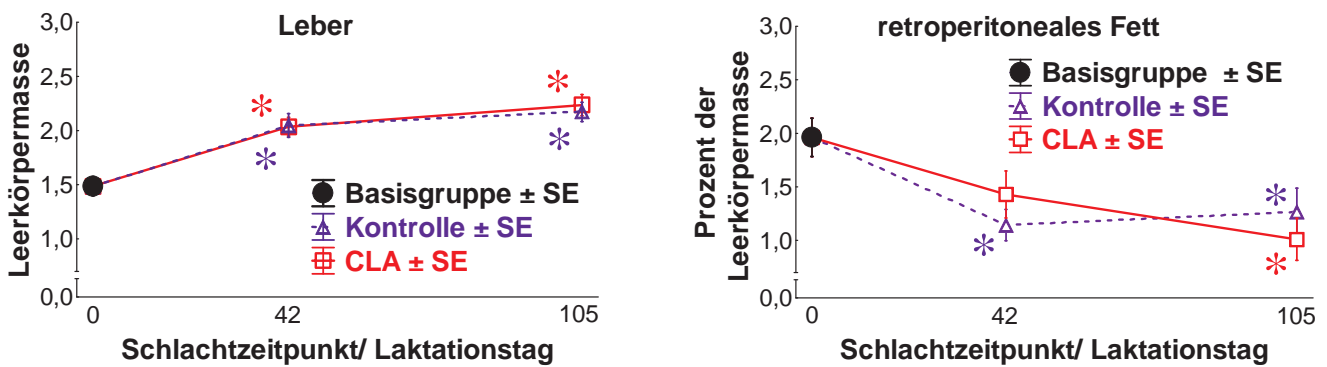 Leber
Leerkörpermasse
3,0
2,5
2,0
1,5
1,0
0,0
*
*
*
*
Basisgruppe ± SE
Kontrolle ± SE
CLA ± SE
0
42
105
Schlachtzeitpunkt/ Laktationstag
retroperitoneales Fett
Prozent der
Leerkörpermasse
3,0
2,5
2,0
1,5
1,0
0,0
Basisgruppe ± SE
Kontrolle ± SE
CLA ± SE
*
*
*
0
42
105
Schlachtzeitpunkt/ Laktationstag